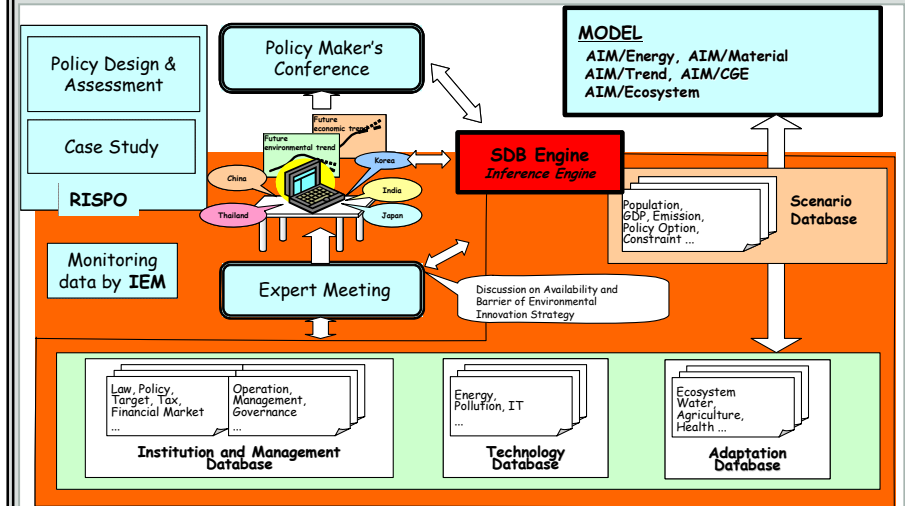 Policy Design &
Assessment
Case Study
RISPO
Monitoring
data by IEM
Policy Maker's
Conference
Future
economic trend
Future
environmental trend
China
Korea
India
Thailand
Japan
Expert Meeting
Discussion on Availability and
Barrier of Environmental
Innovation Strategy
SDB Engine
Inference Engine
MODEL
AIM/Energy, AIM/Material
AIM/Trend, AIM/CGE
AIM/Ecosystem
Population,
GDP, Emission,
Policy Option,
Constraint ...
Scenario
Database
Law, Policy,
Target, Tax,
Financial Market
...
Operation,
Management,
Governance
...
Institution and Management
Database
Energy,
Pollution, IT
...
Technology
Database
Ecosystem
Water,
Agriculture,
Health ...
Adaptation
Database